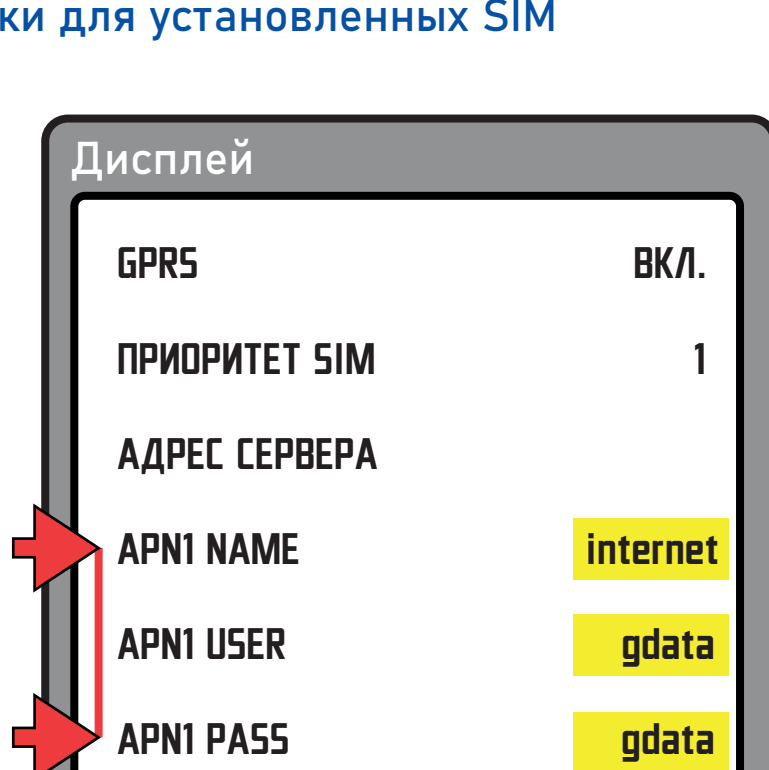 ки для установленных SIM
Дисплей
GPRS ВКЛ.
ПРИОРИТЕТ SIM 1
АДРЕС СЕРВЕРА
APN1 NAME internet
APN1 USER gdata
APN1 PASS gdata